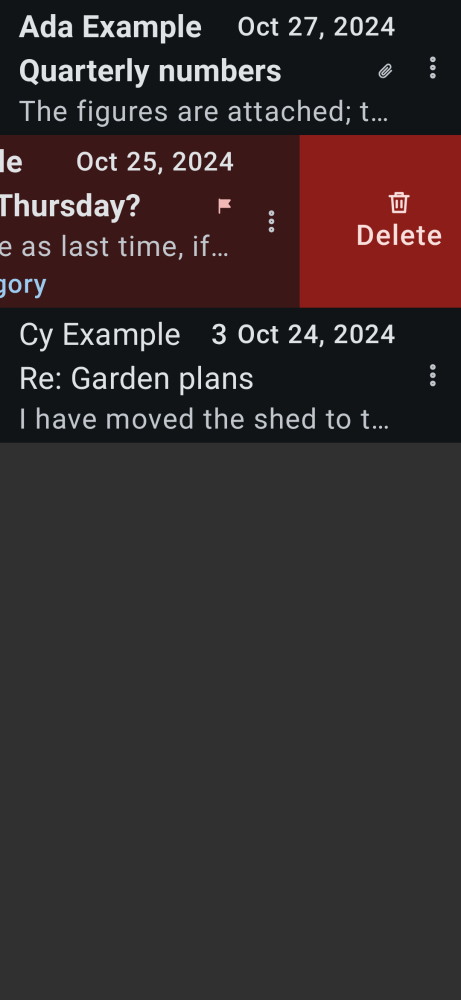 Ada Example Oct 27, 2024
Quarterly numbers
The figures are attached; t…
le Oct 25, 2024
Thursday?
e as last time, if…
gory
Delete
Cy Example 3 Oct 24, 2024
Re: Garden plans
I have moved the shed to t…